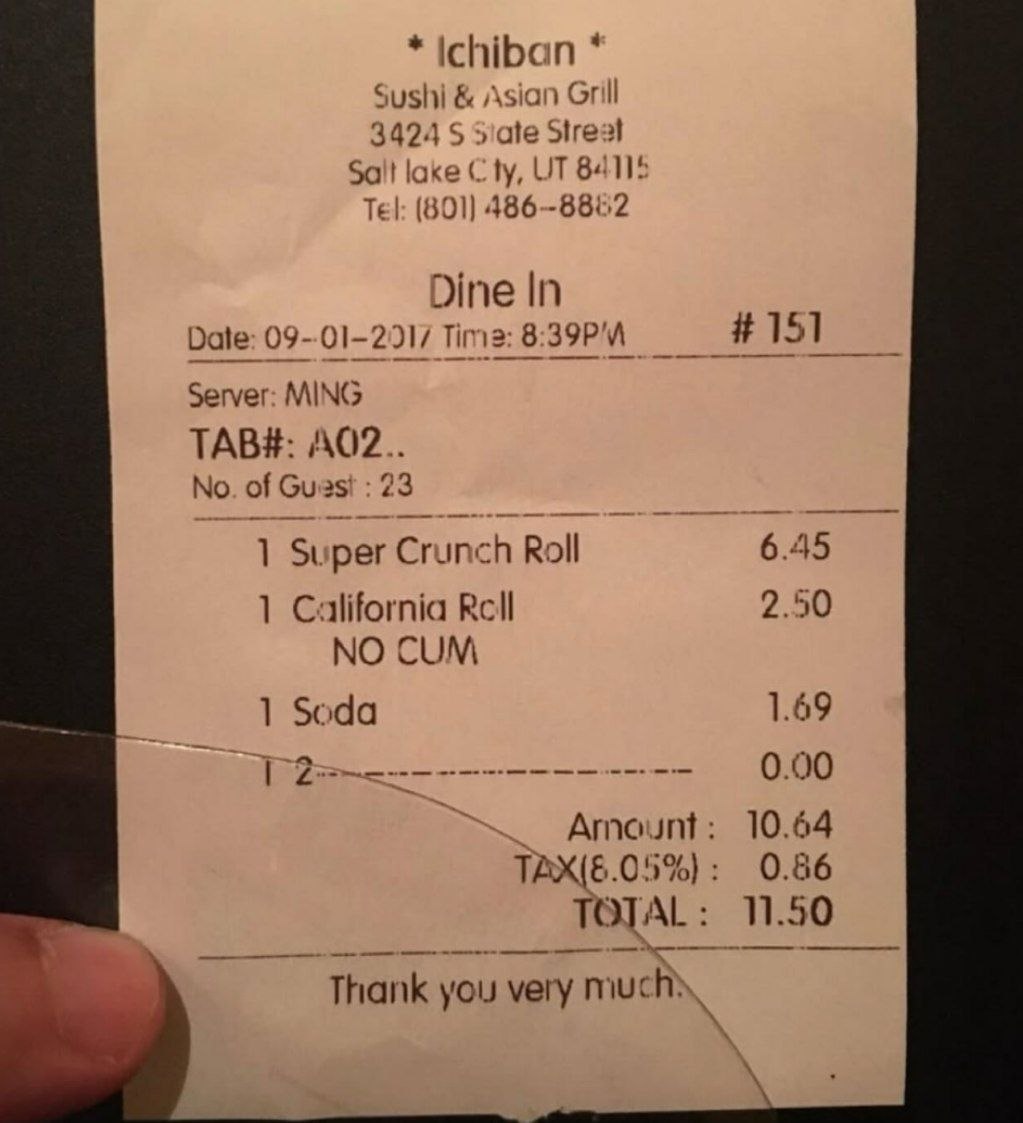 * Ichiban *
Sushi & Asian Grill
3424 S State Street
Salt lake City, UT 84115
Tel: (801) 486-8882
Dine In
Date: 09-01-2017 Time: 8:39PM # 151
Server: MING
TAB#: A02..
No. of Guest : 23
1 Super Crunch Roll 6.45
1 California Roll 2.50
NO CUM
1 Soda 1.69
1 2-------------------------- 0.00
Amount : 10.64
TAX(8.05%) : 0.86
TOTAL : 11.50
Thank you very much.